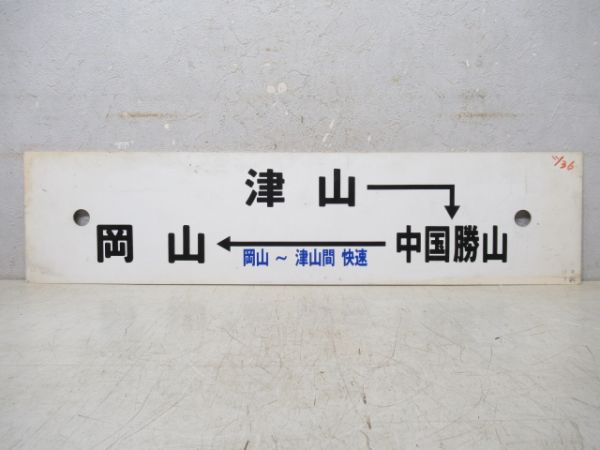 津山
岡山
中国勝山
岡山 ～ 津山間 快速